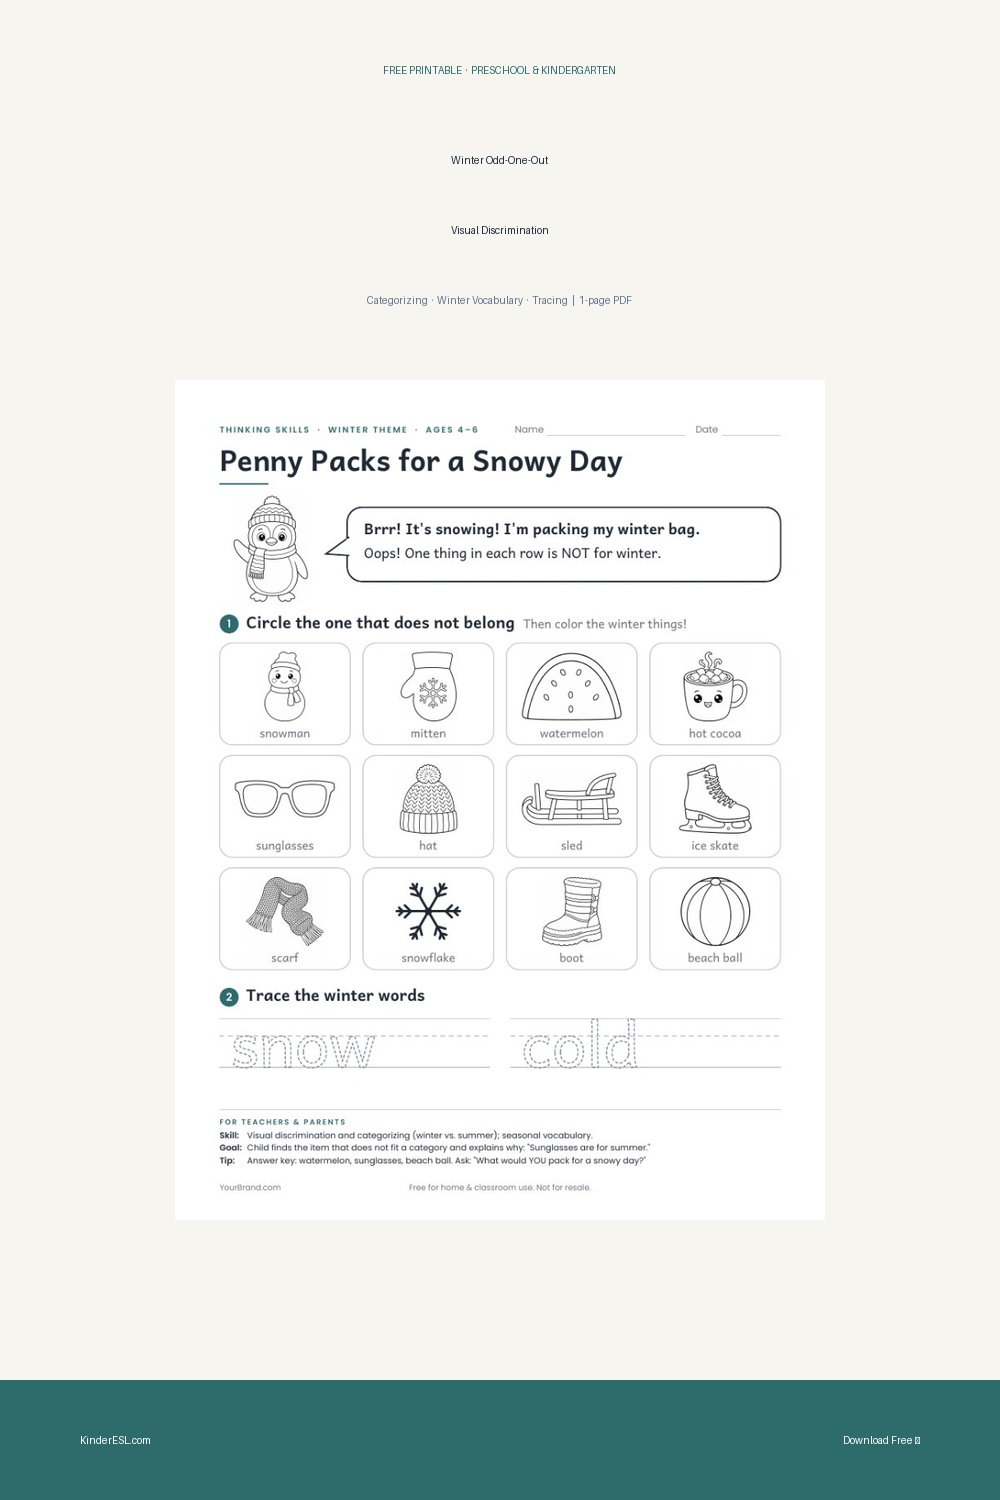 FREE PRINTABLE · PRESCHOOL & KINDERGARTEN
Winter Odd-One-Out
Visual Discrimination
Categorizing · Winter Vocabulary · Tracing | 1-page PDF
THINKING SKILLS · WINTER THEME · AGES 4–6 Name Date
Penny Packs for a Snowy Day
Brrr! It's snowing! I'm packing my winter bag.
Oops! One thing in each row is NOT for winter.
1 Circle the one that does not belong Then color the winter things!
snowman mitten watermelon hot cocoa
sunglasses hat sled ice skate
scarf snowflake boot beach ball
2 Trace the winter words
snow cold
FOR TEACHERS & PARENTS
Skill: Visual discrimination and categorizing (winter vs. summer); seasonal vocabulary.
Goal: Child finds the item that does not fit a category and explains why: "Sunglasses are for summer."
Tip: Answer key: watermelon, sunglasses, beach ball. Ask: "What would YOU pack for a snowy day?"
YourBrand.com Free for home & classroom use. Not for resale.
KinderESL.com Download Free